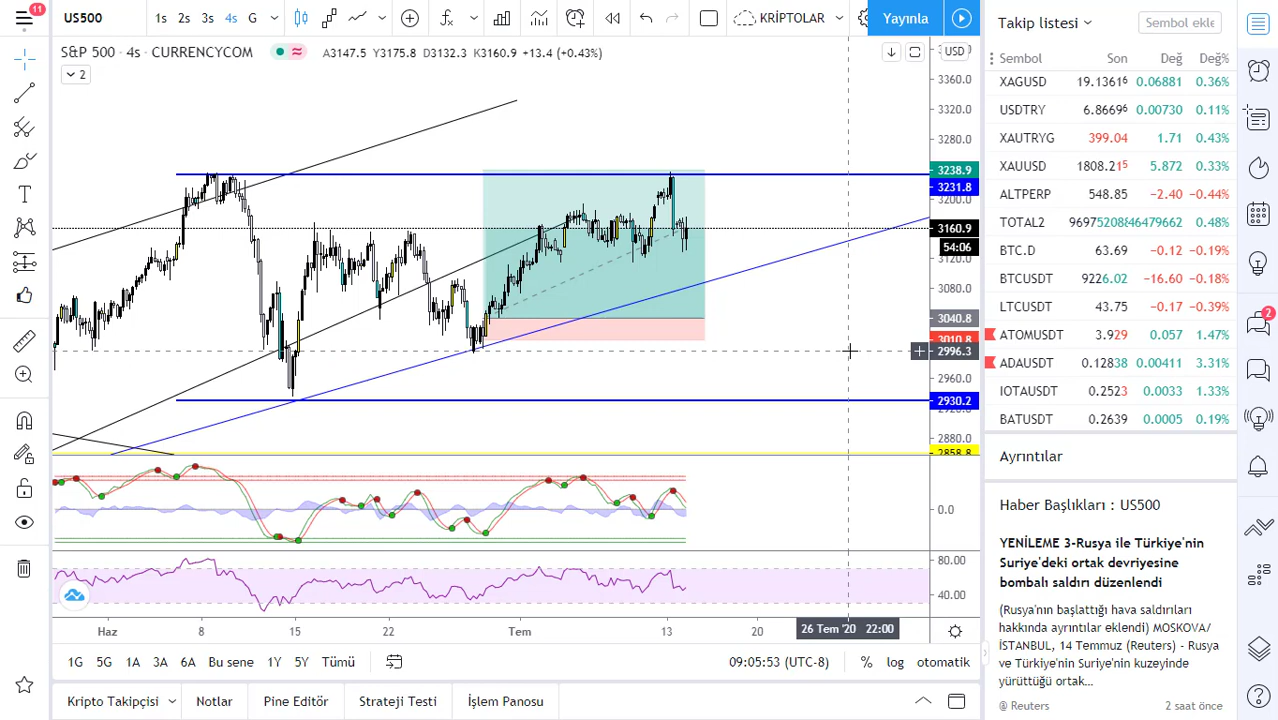 11
US500
1s 2s 3s 4s G
KRİPTOLAR
Yayınla
S&P 500 · 4s · CURRENCYCOM
A3147.5 Y3175.8 D3132.3 K3160.9 +13.4 (+0.43%)
2
USD
3360.0
3320.0
3280.0
3238.9
3231.8
3200.0
3160.9
54:06
3120.0
3080.0
3040.8
3010.8
2996.3
2960.0
2930.2
2880.0
2858.8
0.0
80.00
40.00
Haz 8 15 22 Tem 13 20 26 Tem '20 22:00
1G 5G 1A 3A 6A Bu sene 1Y 5Y Tümü
09:05:53 (UTC-8) % log otomatik
Kripto Takipçisi Notlar Pine Editör Strateji Testi İşlem Panosu
Takip listesi
Sembol ekle
Sembol Son Değ Değ%
XAGUSD 19.1361⁶ 0.06881 0.36%
USDTRY 6.8669⁶ 0.00730 0.11%
XAUTRYG 399.04 1.71 0.43%
XAUUSD 1808.2¹⁵ 5.872 0.33%
ALTPERP 548.85 −2.40 −0.44%
TOTAL2 0.48%
BTC.D 63.69 −0.12 −0.19%
BTCUSDT 9226.02 −16.60 −0.18%
LTCUSDT 43.75 −0.17 −0.39%
ATOMUSDT 3.929 0.057 1.47%
ADAUSDT 0.12838 0.00411 3.31%
IOTAUSDT 0.2523 0.0033 1.33%
BATUSDT 0.2639 0.0005 0.19%
Ayrıntılar
Haber Başlıkları : US500
YENİLEME 3-Rusya ile Türkiye'nin
Suriye'deki ortak devriyesine
bombalı saldırı düzenlendi
(Rusya'nın başlattığı hava saldırıları
hakkında ayrıntılar eklendi) MOSKOVA/
İSTANBUL, 14 Temmuz (Reuters) - Rusya
ve Türkiye'nin Suriye'nin kuzeyinde
yürüttüğü ortak...
@ Reuters 2 saat önce
2